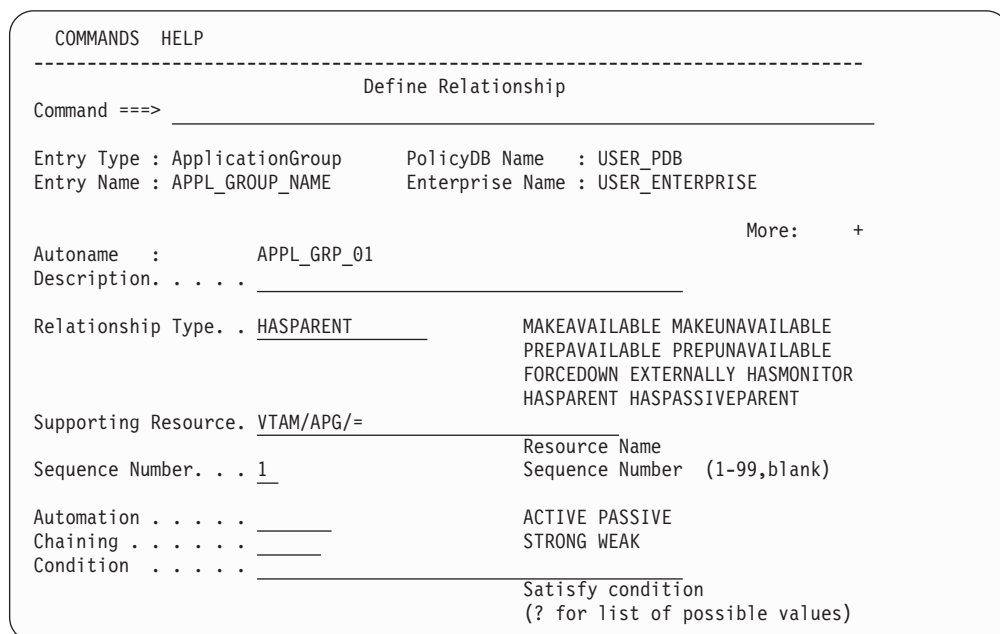 COMMANDS HELP
-------------------------------------------------------------------------------
Define Relationship
Command ===>
Entry Type : ApplicationGroup PolicyDB Name : USER_PDB
Entry Name : APPL_GROUP_NAME Enterprise Name : USER_ENTERPRISE
More: +
Autoname : APPL_GRP_01
Description. . . . .
Relationship Type. . HASPARENT MAKEAVAILABLE MAKEUNAVAILABLE
PREPAVAILABLE PREPUNAVAILABLE
FORCEDOWN EXTERNALLY HASMONITOR
HASPARENT HASPASSIVEPARENT
Supporting Resource. VTAM/APG/=
Resource Name
Sequence Number. . . 1 Sequence Number (1-99,blank)
Automation . . . . . ACTIVE PASSIVE
Chaining . . . . . . STRONG WEAK
Condition . . . . .
Satisfy condition
(? for list of possible values)